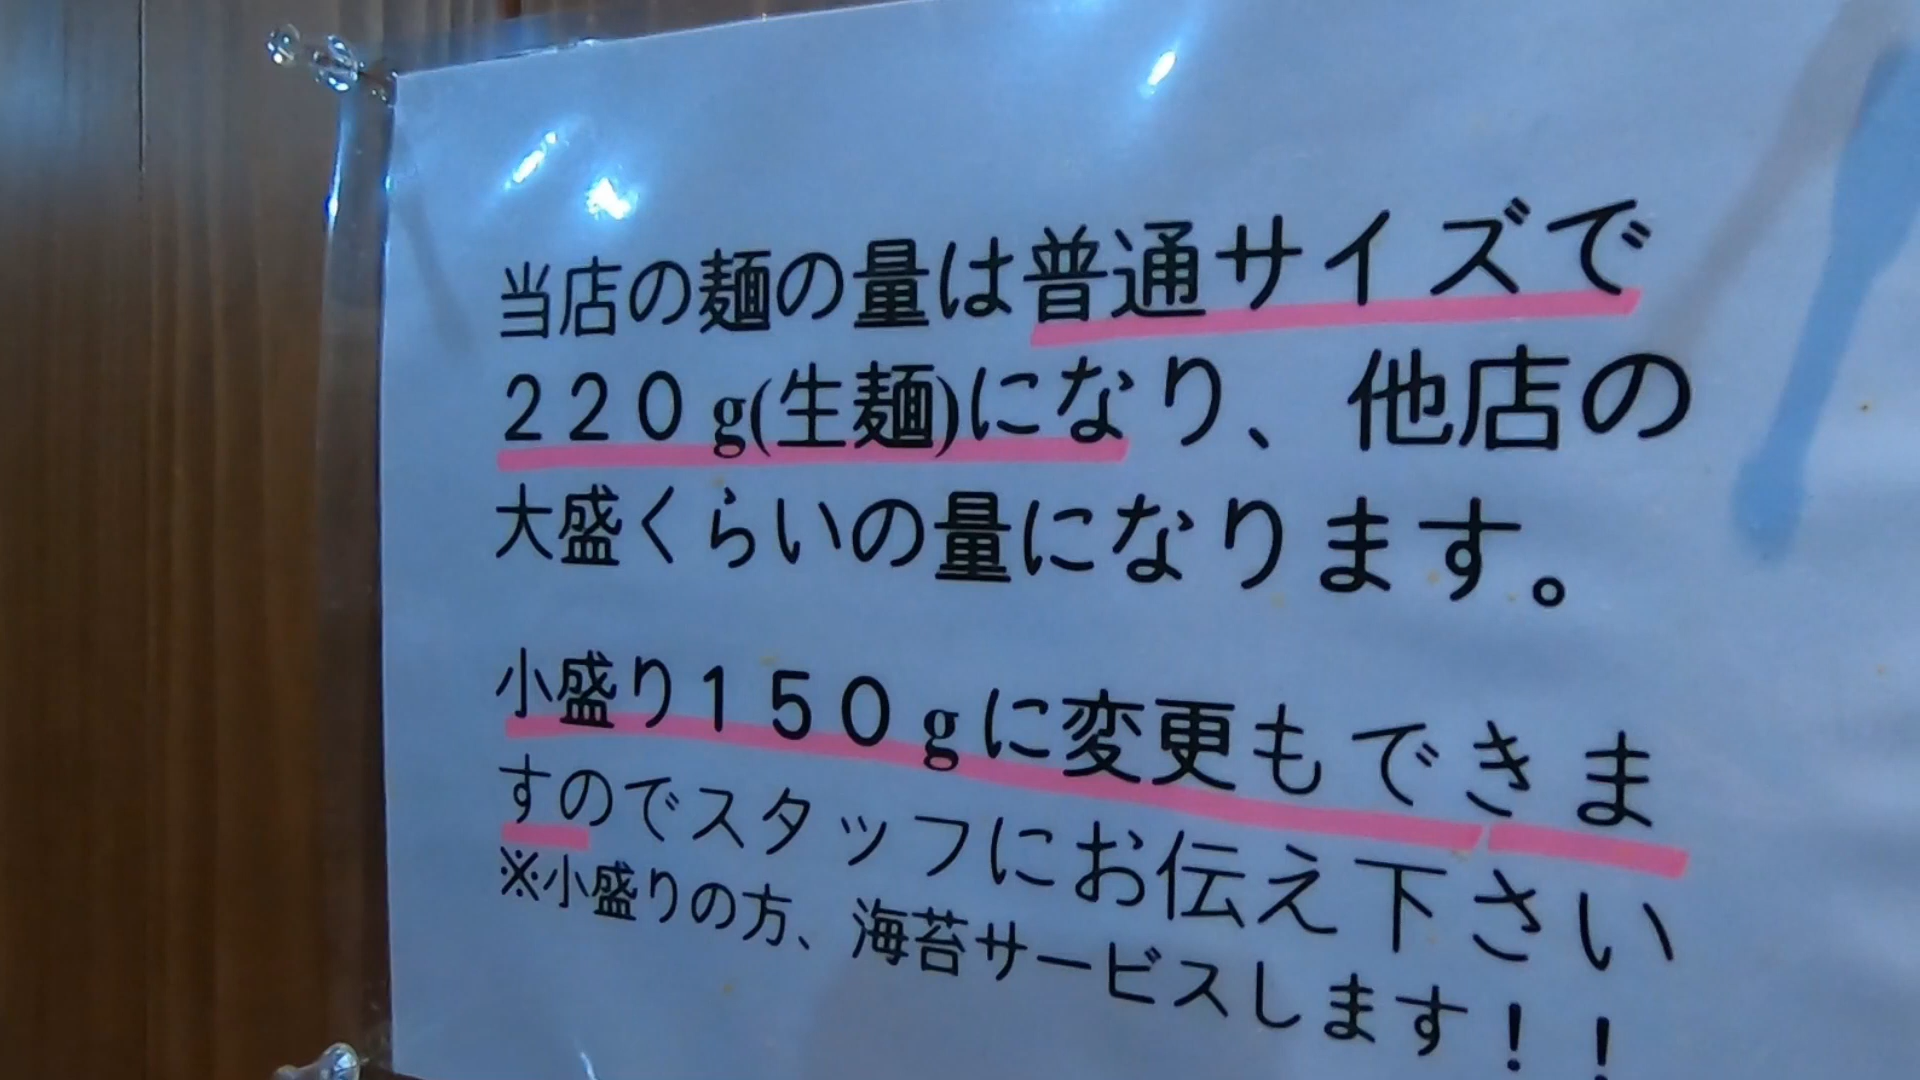 当店の麺の量は普通サイズで
２２０g(生麺)になり、他店の
大盛くらいの量になります。
小盛り１５０gに変更もできま
すのでスタッフにお伝え下さい
※小盛りの方、海苔サービスします！！